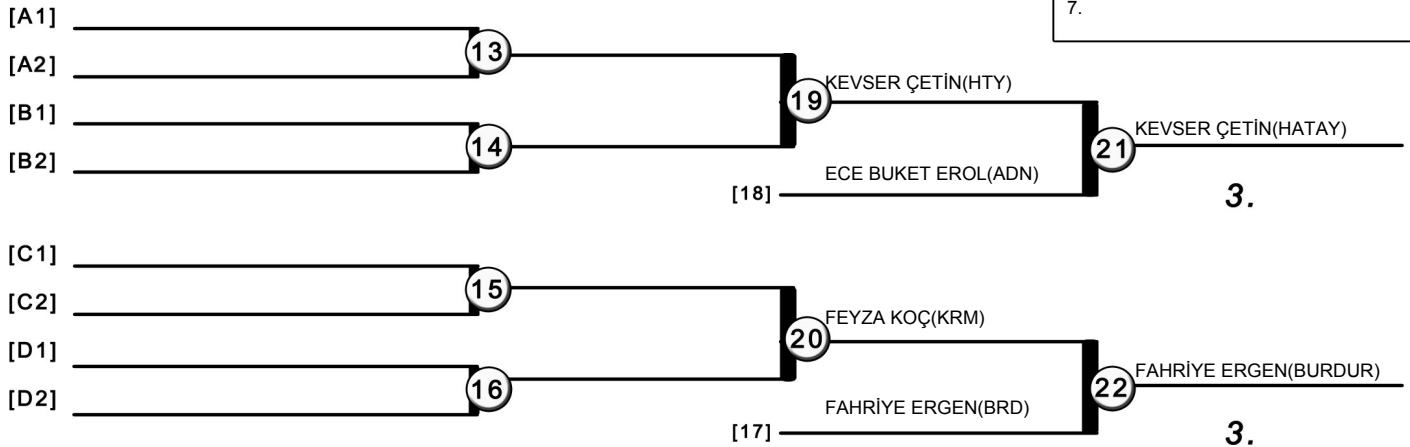 7.
[A1]
13
[A2]
KEVSER ÇETİN(HTY)
19
[B1]
KEVSER ÇETİN(HATAY)
14
21
[B2]
ECE BUKET EROL(ADN)
[18]
3.
[C1]
15
[C2]
FEYZA KOÇ(KRM)
20
[D1]
FAHRİYE ERGEN(BURDUR)
16
22
[D2]
FAHRİYE ERGEN(BRD)
[17]
3.